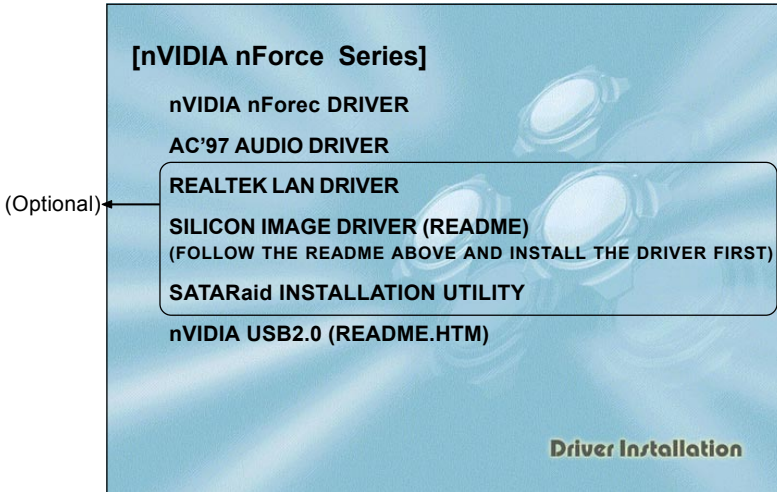 [nVIDIA nForce Series]
nVIDIA nForec DRIVER
AC'97 AUDIO DRIVER
(Optional)
REALTEK LAN DRIVER
SILICON IMAGE DRIVER (README)
(FOLLOW THE README ABOVE AND INSTALL THE DRIVER FIRST)
SATARaid INSTALLATION UTILITY
nVIDIA USB2.0 (README.HTM)
Driver Installation